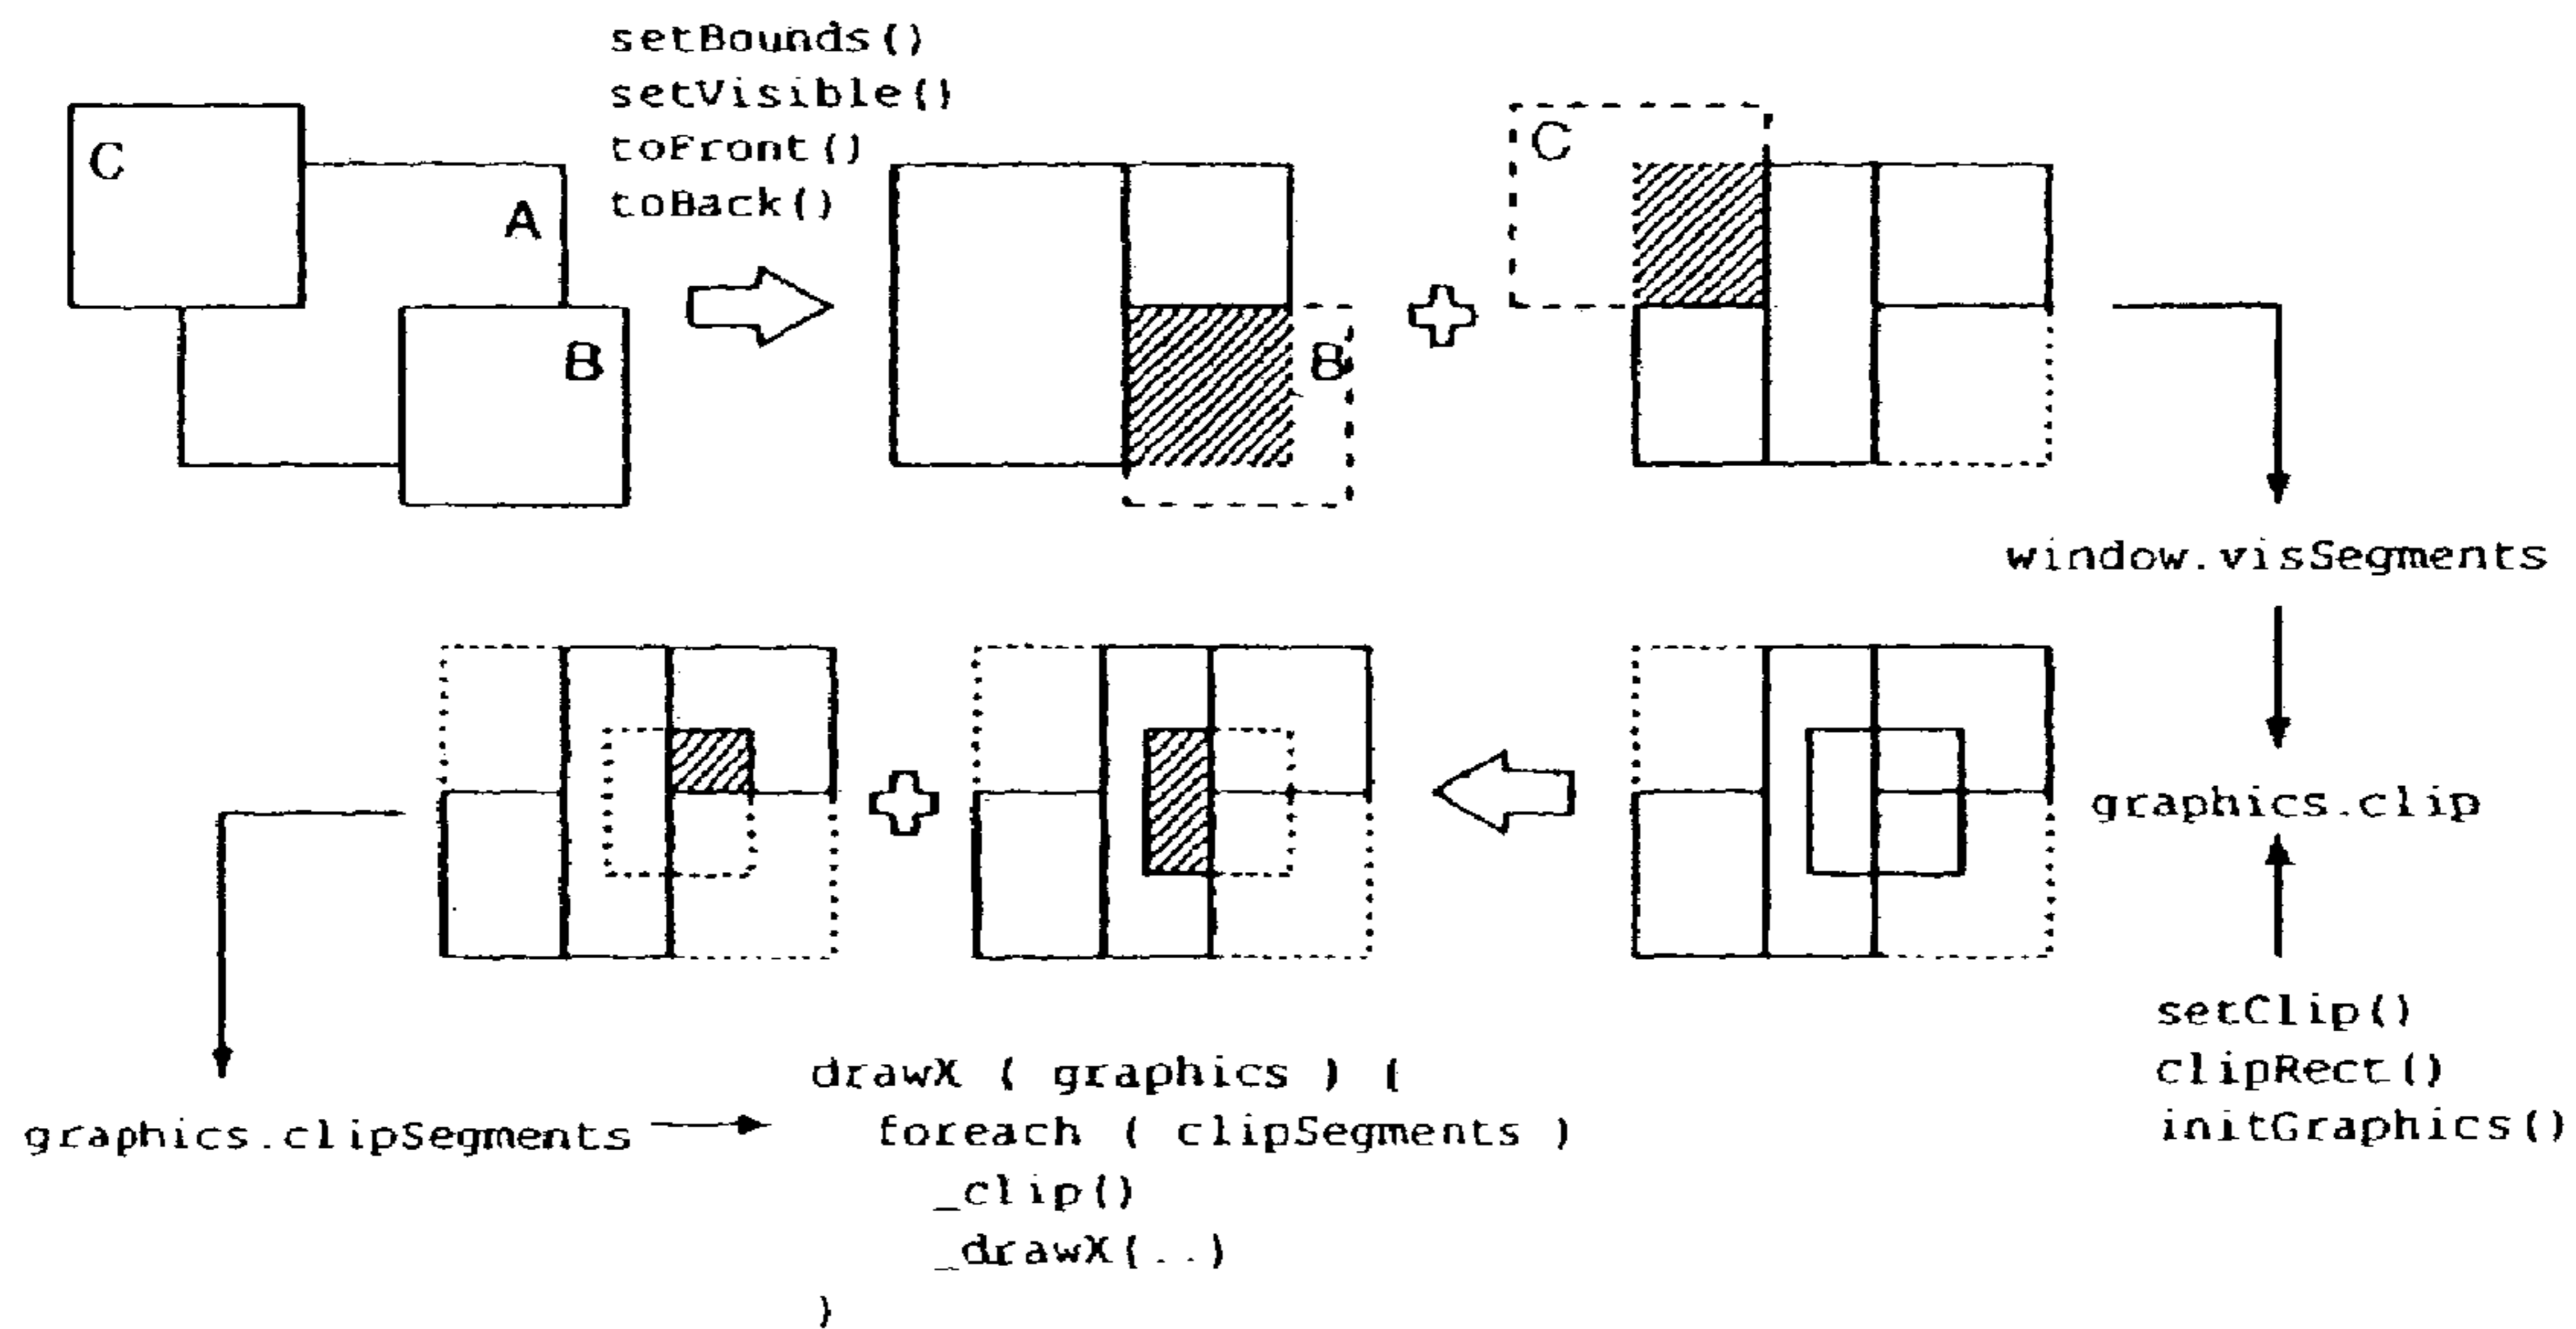 setBounds()
setVisible()
toFront()
toBack()
C
A
B
B
C
window.visSegments
graphics.clip
setClip()
clipRect()
initGraphics()
graphics.clipSegments
drawX ( graphics ) {
foreach ( clipSegments )
_clip()
_drawX(..)
}